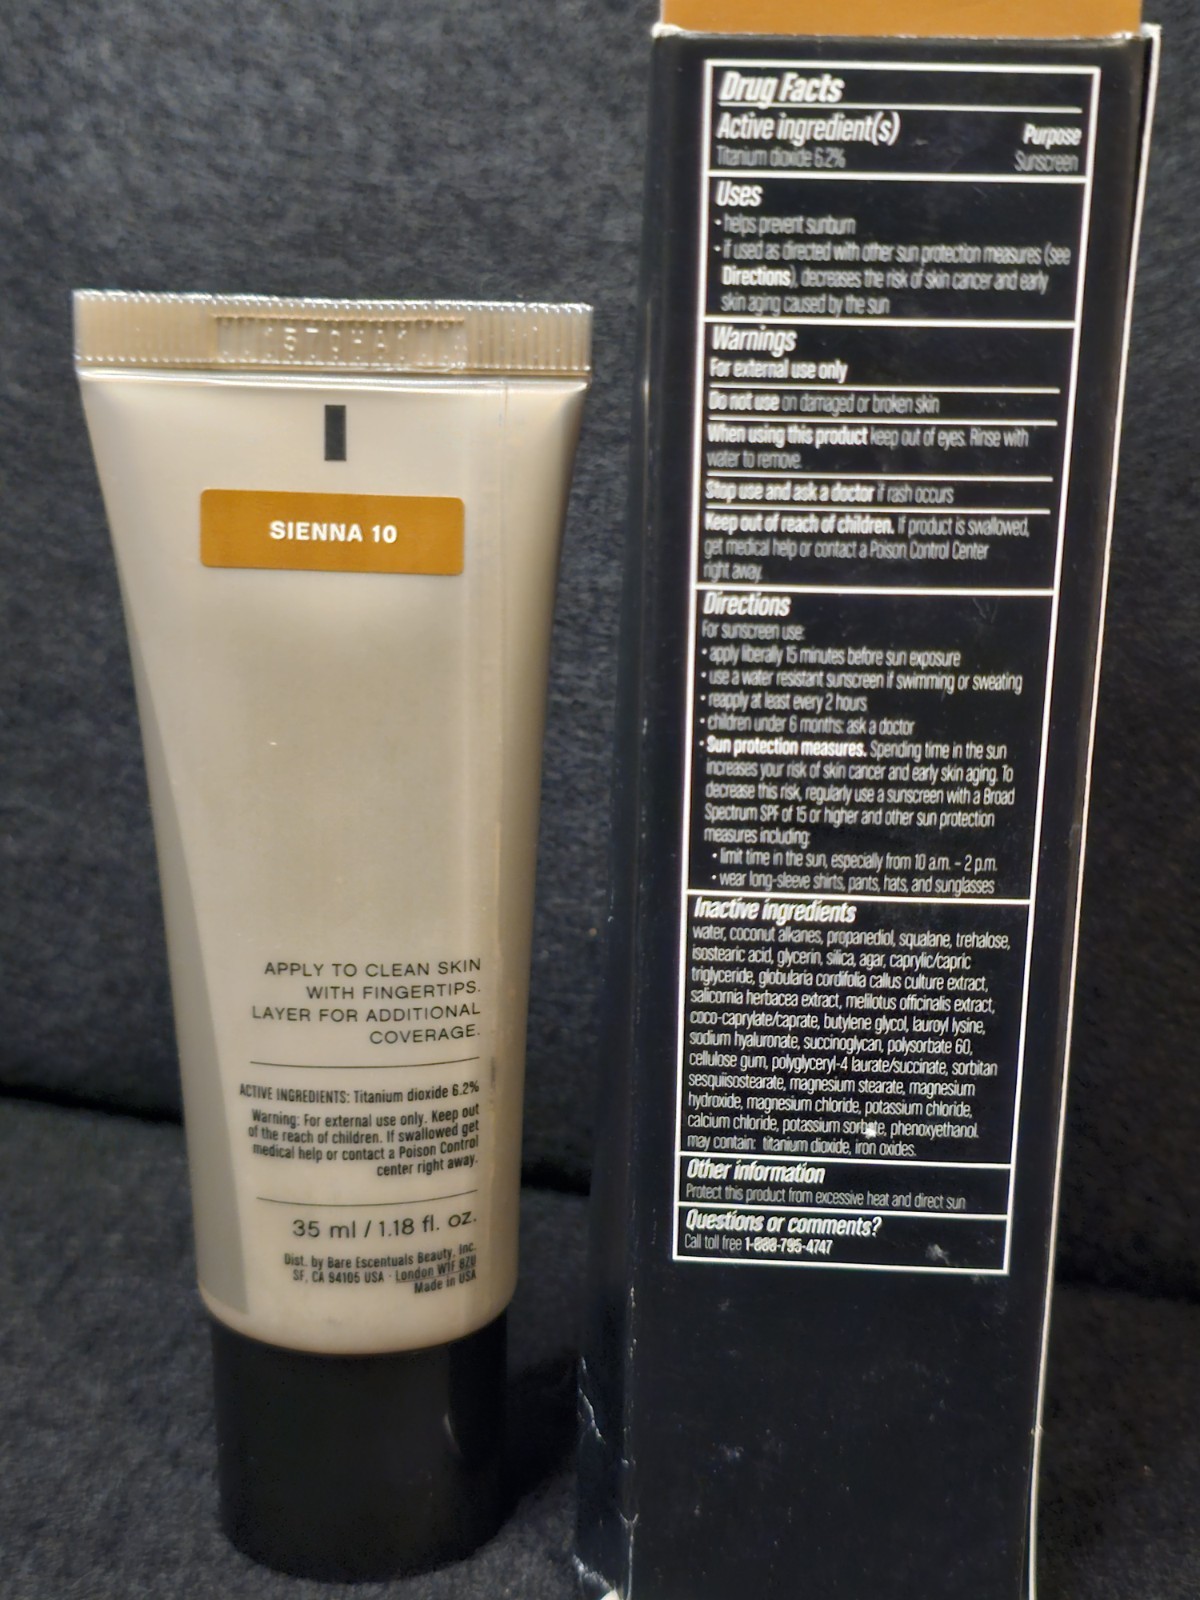 SIENNA 10
APPLY TO CLEAN SKIN
WITH FINGERTIPS.
LAYER FOR ADDITIONAL
COVERAGE.
ACTIVE INGREDIENTS: Titanium dioxide 6.2%
Warning: For external use only. Keep out
of the reach of children. If swallowed get
medical help or contact a Poison Control
center right away.
35 ml / 1.18 fl. oz.
Dist. by Bare Escentuals Beauty, Inc.
SF, CA 94105 USA · London W1F 8ZU
Made in USA
Drug Facts
Active ingredient(s) Purpose
Titanium dioxide 6.2% Sunscreen
Uses
• helps prevent sunburn
• if used as directed with other sun protection measures (see
Directions), decreases the risk of skin cancer and early
skin aging caused by the sun
Warnings
For external use only
Do not use on damaged or broken skin
When using this product keep out of eyes. Rinse with
water to remove.
Stop use and ask a doctor if rash occurs
Keep out of reach of children. If product is swallowed,
get medical help or contact a Poison Control Center
right away.
Directions
For sunscreen use:
• apply liberally 15 minutes before sun exposure
• use a water resistant sunscreen if swimming or sweating
• reapply at least every 2 hours
• children under 6 months: ask a doctor
• Sun protection measures. Spending time in the sun
increases your risk of skin cancer and early skin aging. To
decrease this risk, regularly use a sunscreen with a Broad
Spectrum SPF of 15 or higher and other sun protection
measures including:
• limit time in the sun, especially from 10 a.m. – 2 p.m.
• wear long-sleeve shirts, pants, hats, and sunglasses
Inactive ingredients
water, coconut alkanes, propanediol, squalane, trehalose,
isostearic acid, glycerin, silica, agar, caprylic/capric
triglyceride, globularia cordifolia callus culture extract,
salicornia herbacea extract, melilotus officinalis extract,
coco-caprylate/caprate, butylene glycol, lauroyl lysine,
sodium hyaluronate, succinoglycan, polysorbate 60,
cellulose gum, polyglyceryl-4 laurate/succinate, sorbitan
sesquiisostearate, magnesium stearate, magnesium
hydroxide, magnesium chloride, potassium chloride,
calcium chloride, potassium sorbate, phenoxyethanol.
may contain: titanium dioxide, iron oxides.
Other information
Protect this product from excessive heat and direct sun
Questions or comments?
Call toll free 1-888-795-4747